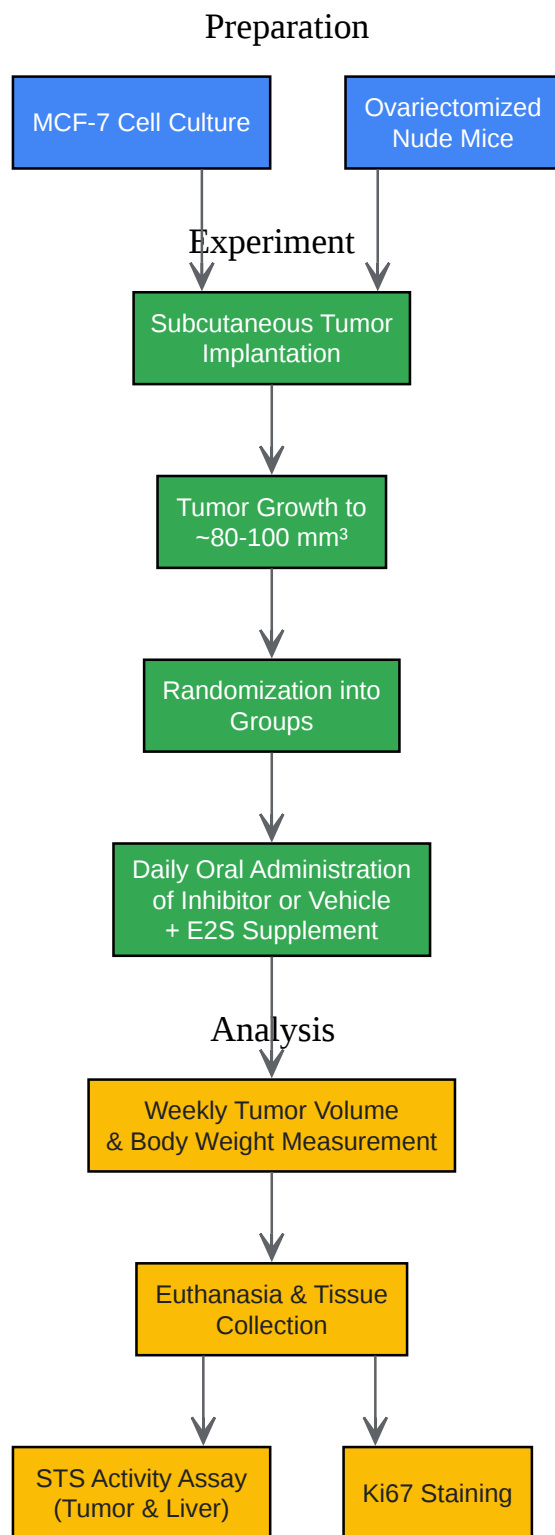 Preparation
MCF-7 Cell Culture
Ovariectomized
Nude Mice
Experiment
Subcutaneous Tumor
Implantation
Tumor Growth to
~80-100 mm³
Randomization into
Groups
Daily Oral Administration
of Inhibitor or Vehicle
+ E2S Supplement
Analysis
Weekly Tumor Volume
& Body Weight Measurement
Euthanasia & Tissue
Collection
STS Activity Assay
(Tumor & Liver)
Ki67 Staining